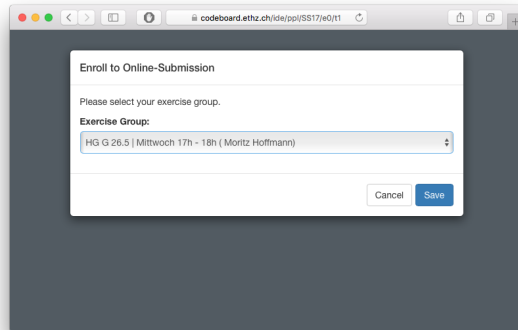 codeboard.ethz.ch/ide/ppl/SS17/e0/t1
Enroll to Online-Submission
Please select your exercise group.
Exercise Group:
HG G 26.5 | Mittwoch 17h - 18h ( Moritz Hoffmann)
Cancel
Save